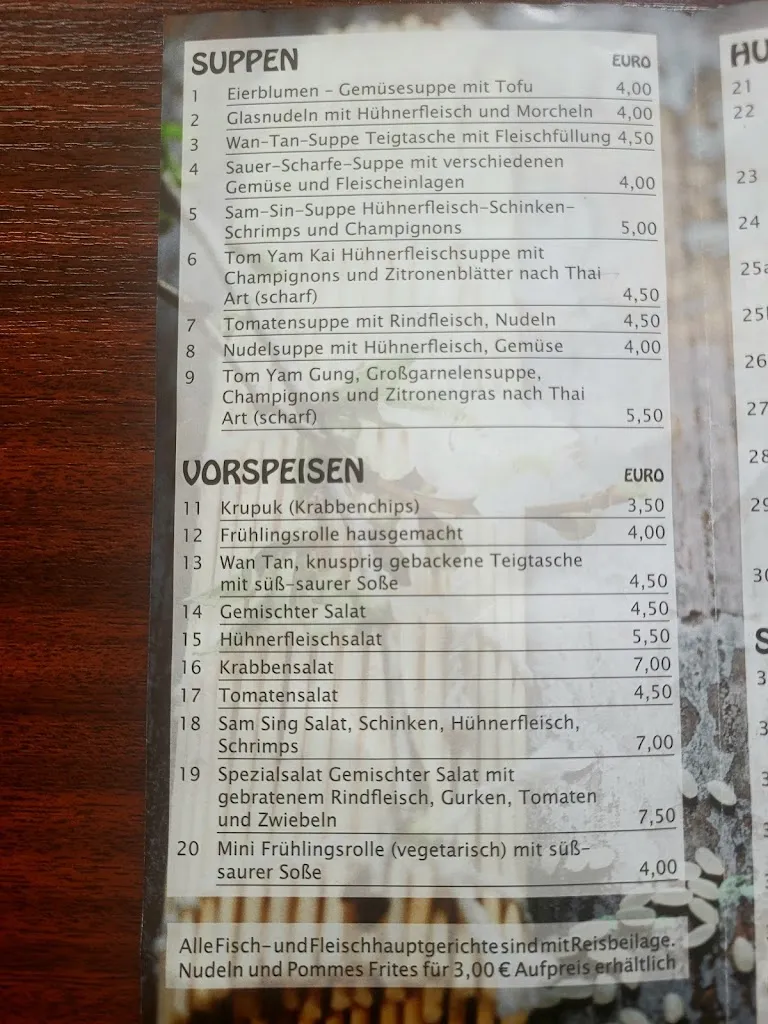 SUPPEN EURO
1 Eierblumen - Gemüsesuppe mit Tofu 4,00
2 Glasnudeln mit Hühnerfleisch und Morcheln 4,00
3 Wan-Tan-Suppe Teigtasche mit Fleischfüllung 4,50
4 Sauer-Scharfe-Suppe mit verschiedenen
Gemüse und Fleischeinlagen 4,00
5 Sam-Sin-Suppe Hühnerfleisch-Schinken-
Schrimps und Champignons 5,00
6 Tom Yam Kai Hühnerfleischsuppe mit
Champignons und Zitronenblätter nach Thai
Art (scharf) 4,50
7 Tomatensuppe mit Rindfleisch, Nudeln 4,50
8 Nudelsuppe mit Hühnerfleisch, Gemüse 4,00
9 Tom Yam Gung, Großgarnelensuppe,
Champignons und Zitronengras nach Thai
Art (scharf) 5,50
VORSPEISEN EURO
11 Krupuk (Krabbenchips) 3,50
12 Frühlingsrolle hausgemacht 4,00
13 Wan Tan, knusprig gebackene Teigtasche
mit süß-saurer Soße 4,50
14 Gemischter Salat 4,50
15 Hühnerfleischsalat 5,50
16 Krabbensalat 7,00
17 Tomatensalat 4,50
18 Sam Sing Salat, Schinken, Hühnerfleisch,
Schrimps 7,00
19 Spezialsalat Gemischter Salat mit
gebratenem Rindfleisch, Gurken, Tomaten
und Zwiebeln 7,50
20 Mini Frühlingsrolle (vegetarisch) mit süß-
saurer Soße 4,00
Alle Fisch- und Fleischhauptgerichte sind mit Reisbeilage.
Nudeln und Pommes Frites für 3,00 € Aufpreis erhältlich
HU
21
22
23
24
25a
26
27
28